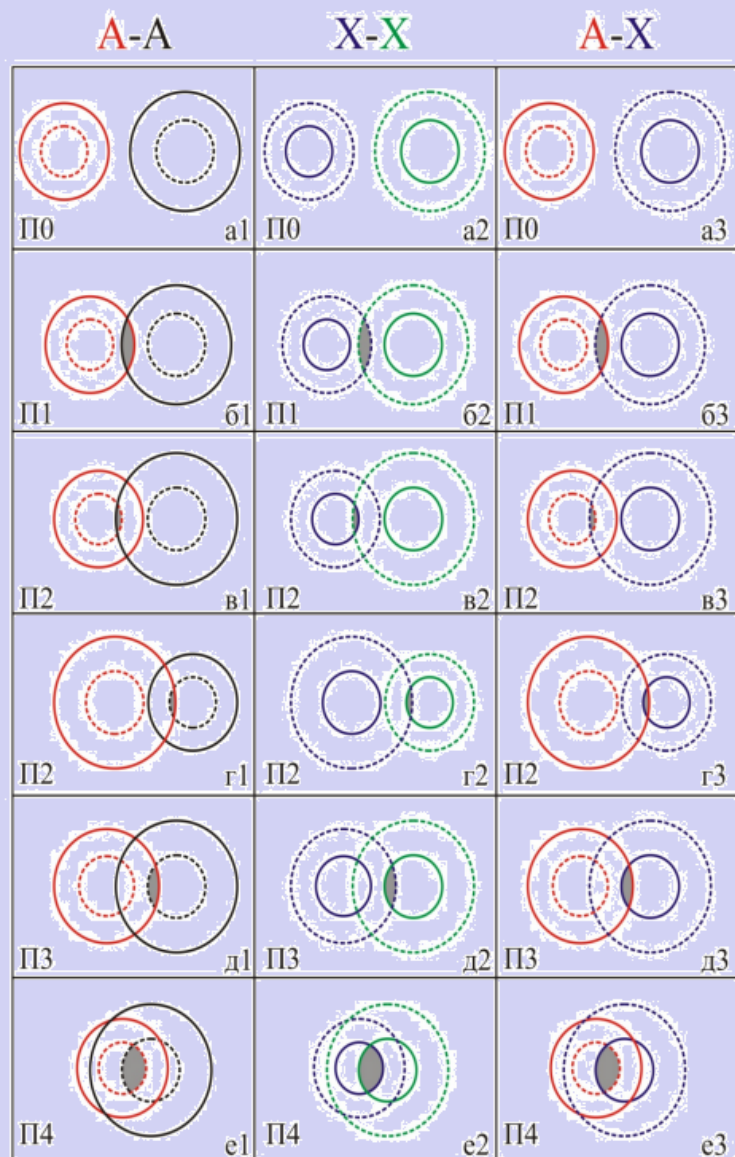 А-А Х-Х А-Х
П0 а1 П0 а2 П0 а3
П1 б1 П1 б2 П1 б3
П2 в1 П2 в2 П2 в3
П2 г1 П2 г2 П2 г3
П3 д1 П3 д2 П3 д3
П4 е1 П4 е2 П4 е3